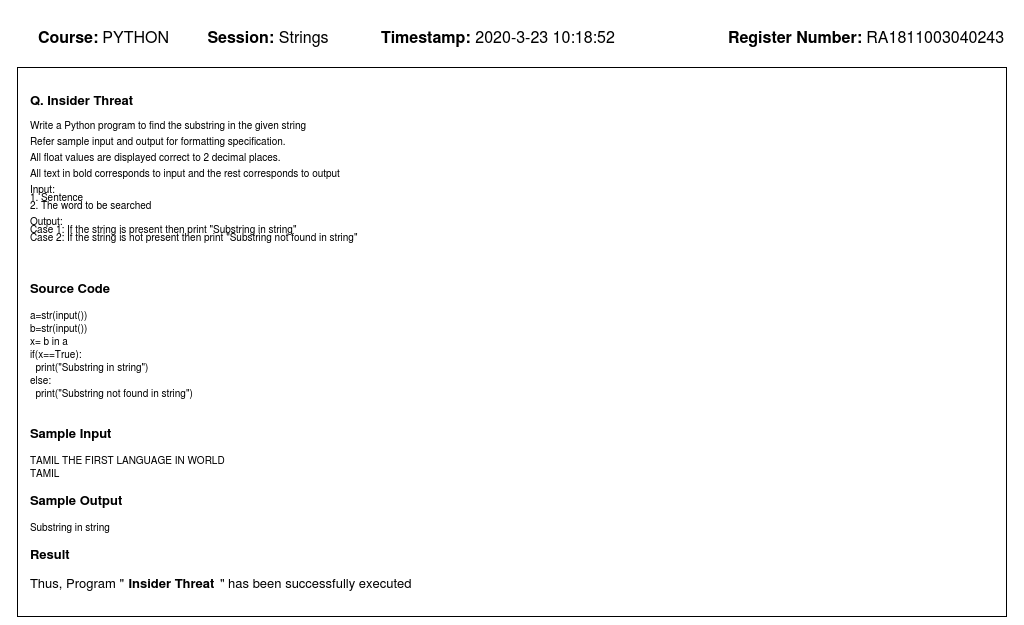 Course: PYTHON Session: Strings Timestamp: 2020-3-23 10:18:52 Register Number: RA1811003040243
Q. Insider Threat
Write a Python program to find the substring in the given string
Refer sample input and output for formatting specification.
All float values are displayed correct to 2 decimal places.
All text in bold corresponds to input and the rest corresponds to output
Input:
1. Sentence
2. The word to be searched
Output:
Case 1: If the string is present then print "Substring in string"
Case 2: If the string is not present then print "Substring not found in string"
Source Code
a=str(input())
b=str(input())
x= b in a
if(x==True):
  print("Substring in string")
else:
  print("Substring not found in string")
Sample Input
TAMIL THE FIRST LANGUAGE IN WORLD
TAMIL
Sample Output
Substring in string
Result
Thus, Program " Insider Threat " has been successfully executed